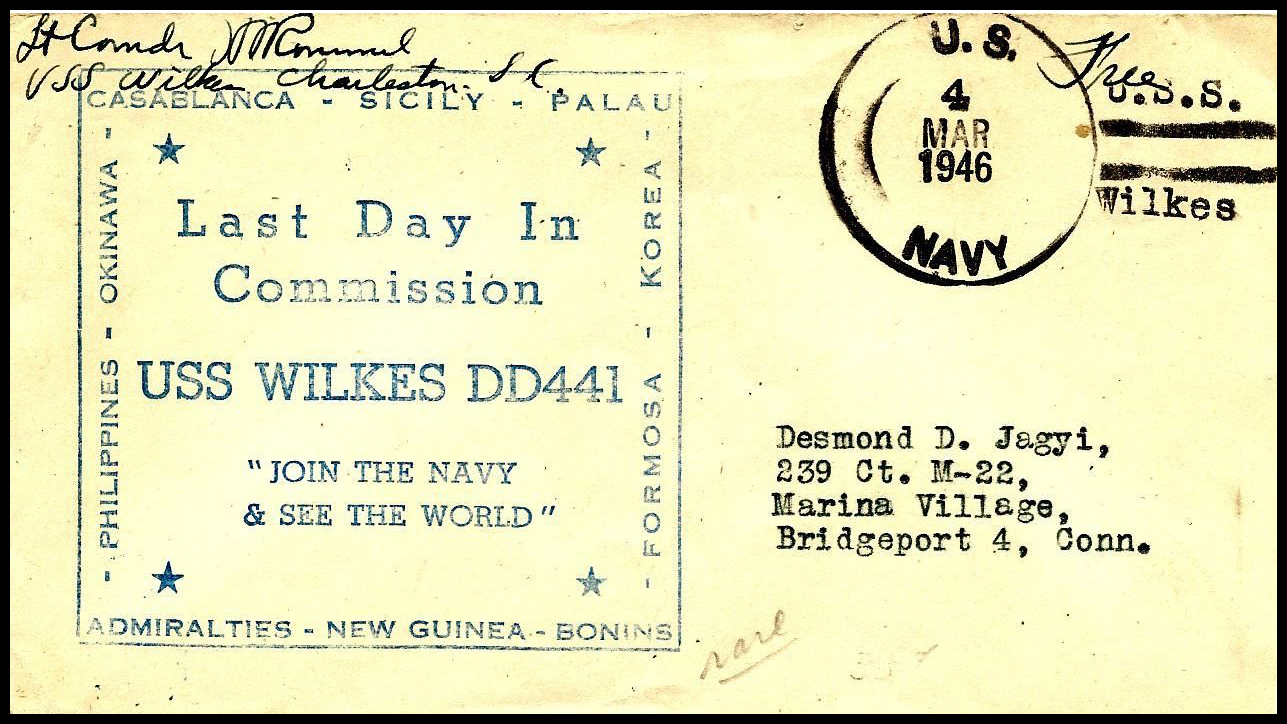 Lt Comdr
USS Wilkes Charleston S.C.
Free
U.S.
4
MAR
1946
NAVY
U.S.S.
Wilkes
CASABLANCA - SICILY - PALAU
- PHILIPPINES - OKINAWA -
- FORMOSA - KOREA -
Last Day In
Commission
USS WILKES DD441
"JOIN THE NAVY
& SEE THE WORLD"
ADMIRALTIES - NEW GUINEA - BONINS
Desmond D. Jagyi,
239 Ct. M-22,
Marina Village,
Bridgeport 4, Conn.
rare